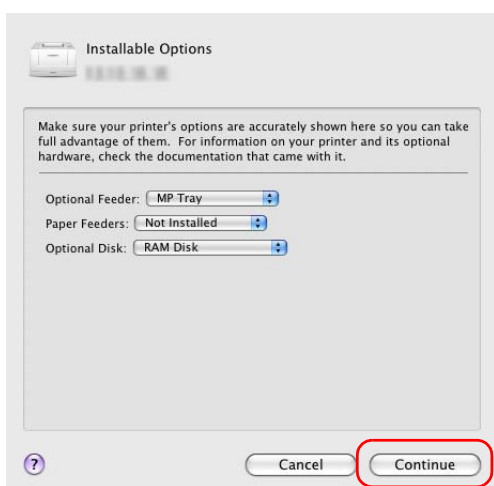 Installable Options
Make sure your printer's options are accurately shown here so you can take
full advantage of them.  For information on your printer and its optional
hardware, check the documentation that came with it.
Optional Feeder: MP Tray
Paper Feeders: Not Installed
Optional Disk: RAM Disk
? Cancel Continue